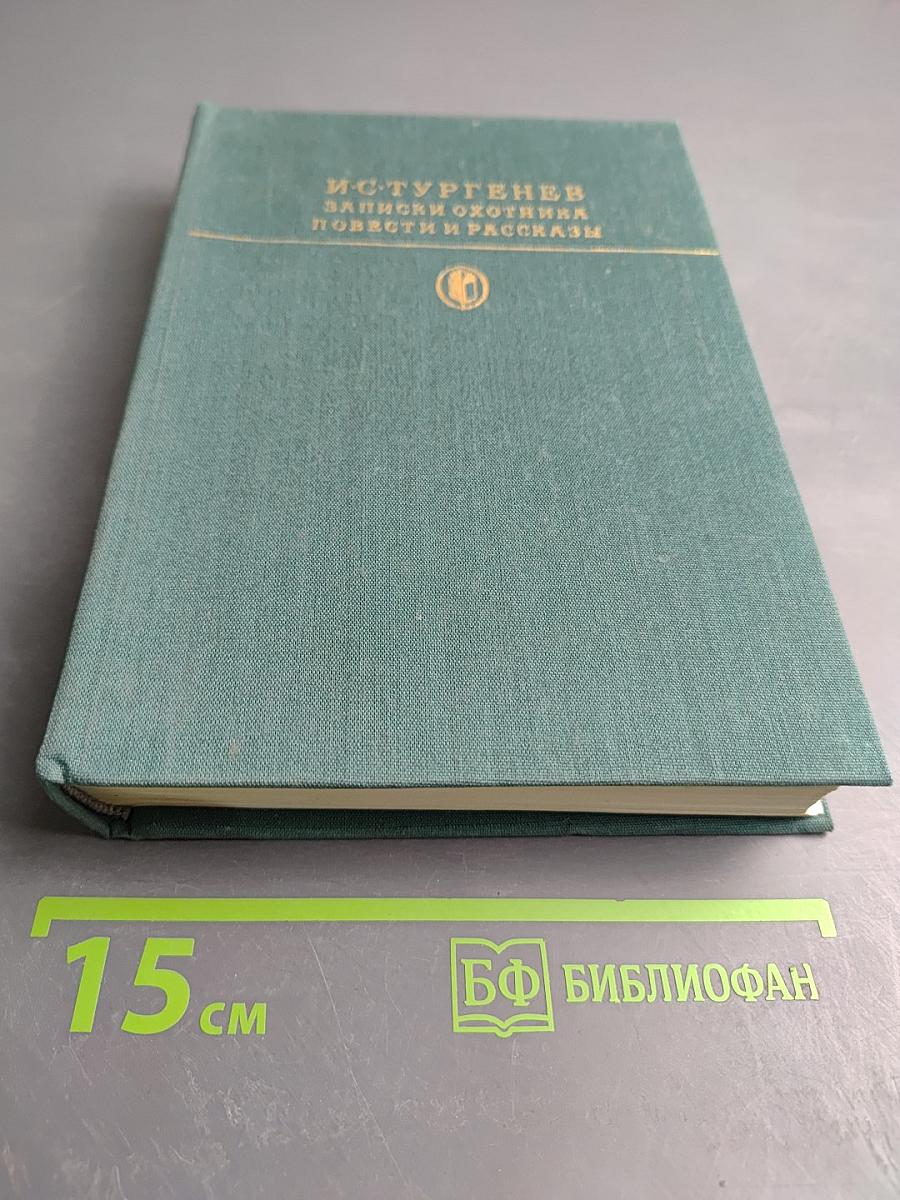 И·С·ТУРГЕНЕВ
ЗАПИСКИ ОХОТНИКА
ПОВЕСТИ И РАССКАЗЫ
15 см
БФ БИБЛИОФАН